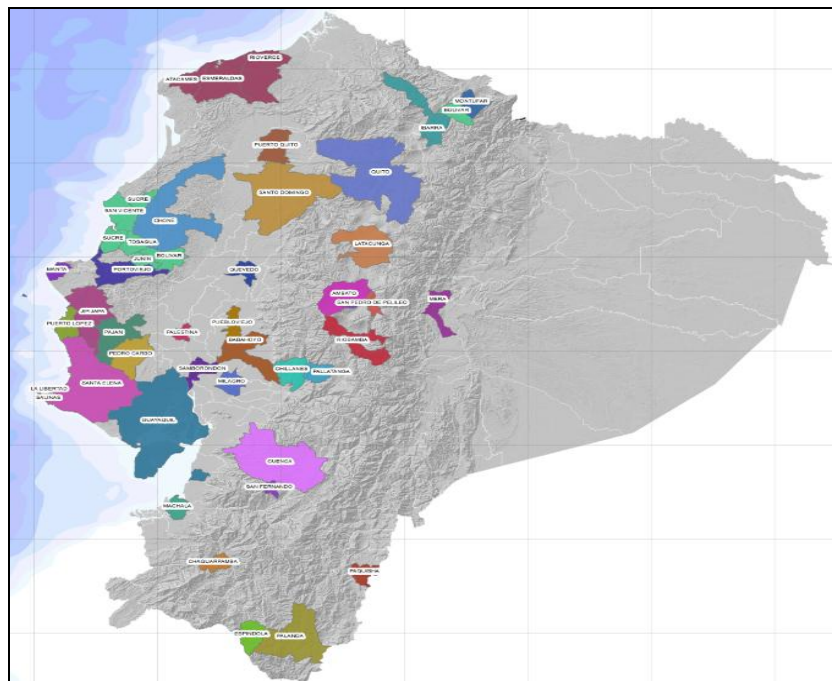 RIOVERDE
ATACAMES
ESMERALDAS
MONTUFAR
BOLIVAR
IBARRA
PUERTO QUITO
QUITO
SANTO DOMINGO
SUCRE
SAN VICENTE
CHONE
SUCRE
TOSAGUA
LATACUNGA
JUNIN
BOLIVAR
MANTA
PORTOVIEJO
QUEVEDO
AMBATO
SAN PEDRO DE PELILEO
MERA
JIPIJAPA
PUERTO LOPEZ
PAJAN
PALESTINA
PUEBLOVIEJO
BABAHOYO
RIOBAMBA
PEDRO CARBO
SAMBORONDON
CHILLANES
PALLATANGA
SANTA ELENA
MILAGRO
LA LIBERTAD
SALINAS
GUAYAQUIL
CUENCA
SAN FERNANDO
MACHALA
CHAGUARPAMBA
PAQUISHA
ESPINDOLA
PALANDA